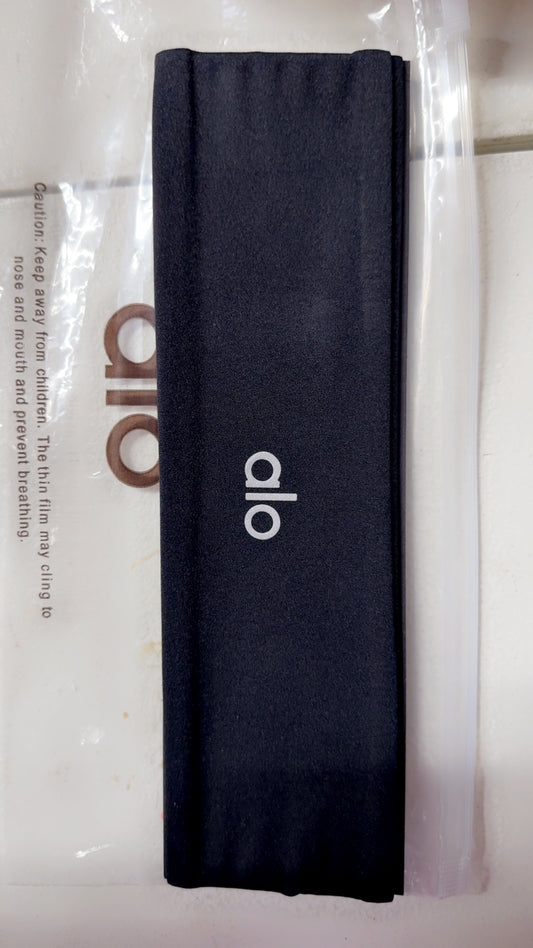 Caution: Keep away from children. The thin film may cling to
nose and mouth and prevent breathing.
alo
alo